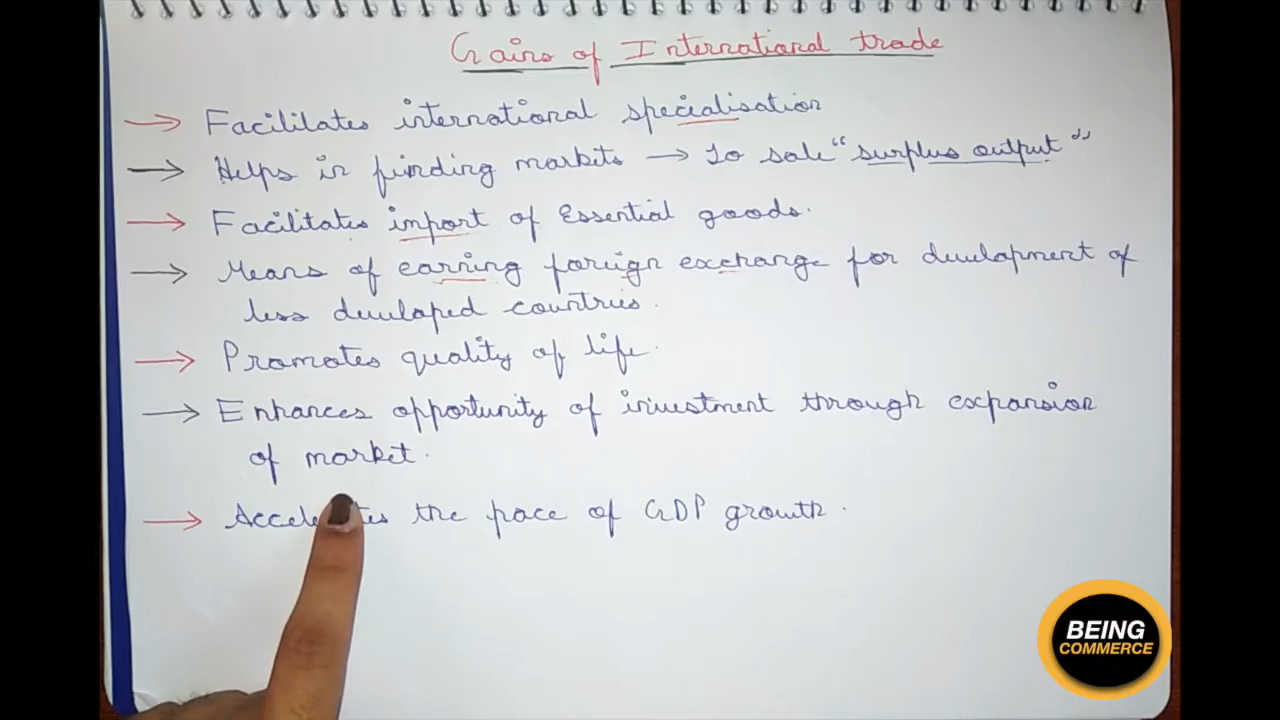 Gains of International trade
→ Facilitates international specialisation
→ Helps in finding markets → To sale "surplus output"
→ Facilitates import of Essential goods.
→ Means of earning foreign exchange for development of
less developed countries.
→ Promotes quality of life.
→ Enhances opportunity of investment through expansion
of market.
→ the pace of GDP growth.
BEING
COMMERCE